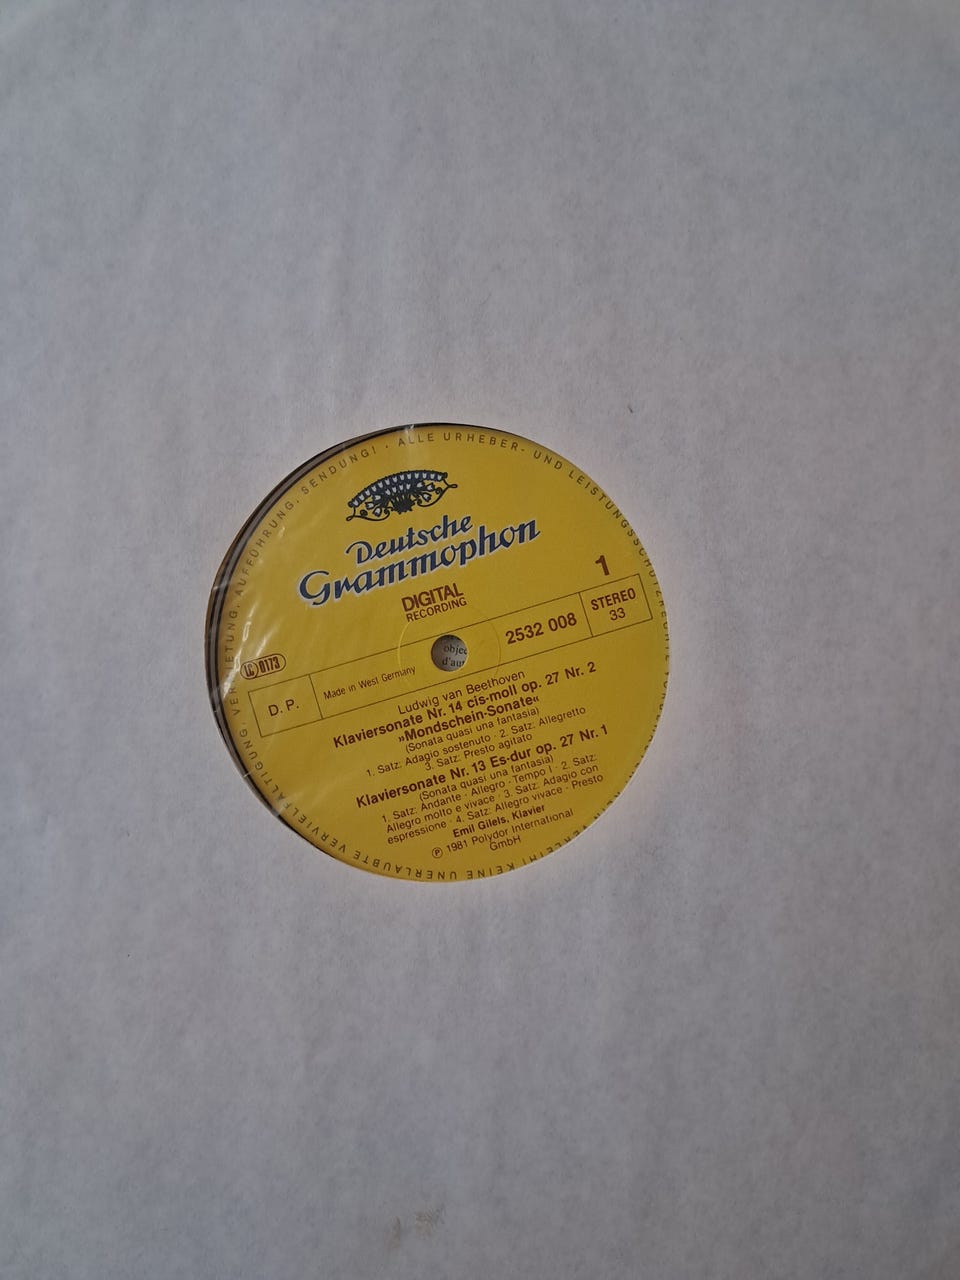 ALLE URHEBER- UND LEISTUNGSSCHUTZRECHTE
KEINE UNERLAUBTE VERVIELFÄLTIGUNG, VERMIETUNG, AUFFÜHRUNG, SENDUNG! ·
Deutsche
Grammophon
DIGITAL
RECORDING
1
LC 0173
D. P.
Made in West Germany
2532 008
STEREO
33
objec
d'au
Ludwig van Beethoven
Klaviersonate Nr. 14 cis-moll op. 27 Nr. 2
»Mondschein-Sonate«
(Sonata quasi una fantasia)
1. Satz: Adagio sostenuto · 2. Satz: Allegretto
3. Satz: Presto agitato
Klaviersonate Nr. 13 Es-dur op. 27 Nr. 1
(Sonata quasi una fantasia)
1. Satz: Andante · Allegro · Tempo I · 2. Satz:
Allegro molto e vivace · 3. Satz: Adagio con
espressione · 4. Satz: Allegro vivace · Presto
Emil Gilels, Klavier
℗ 1981 Polydor International
GmbH